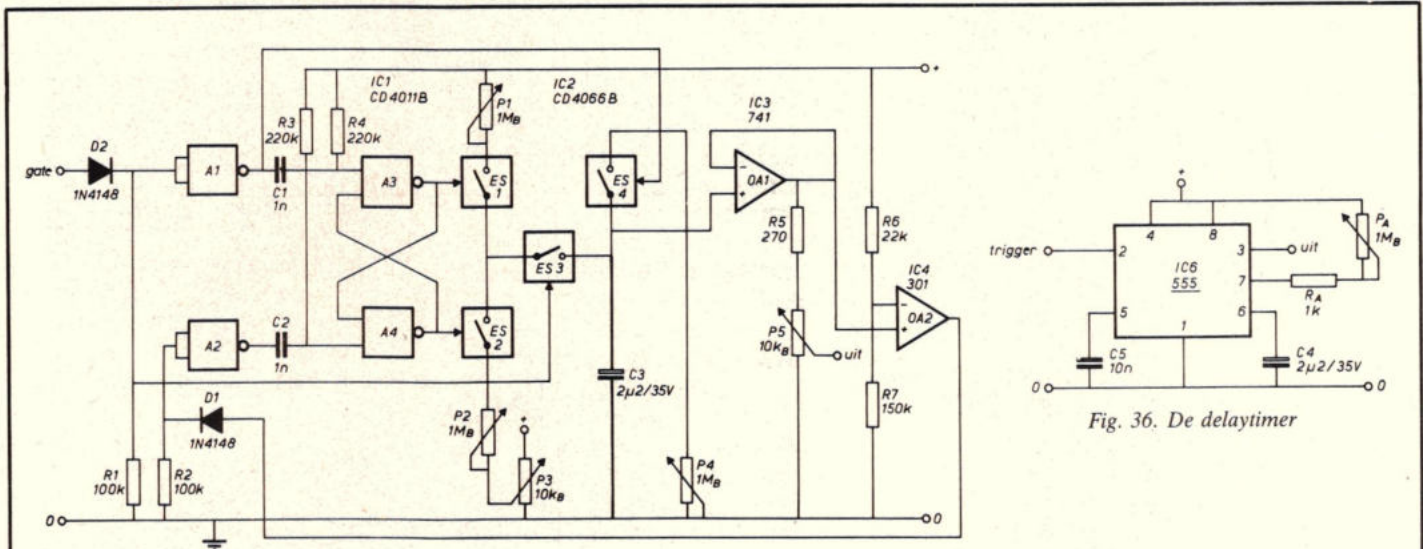 gate
D2
1N4148
A1
C1
1n
R3
220k
R4
220k
IC1
CD4011B
A3
P1
1MB
IC2
CD4066B
ES
1
ES
4
ES 3
IC3
741
OA1
-
+
R5
270
R6
22k
IC4
301
OA2
-
+
P5
10kB
uit
A2
C2
1n
A4
ES
2
C3
2µ2/35V
R7
150k
D1
1N4148
R1
100k
R2
100k
P2
1MB
+
P3
10kB
P4
1MB
0
0
+
+
trigger
2
4
8
3
uit
PA
1MB
IC6
555
7
RA
1k
5
1
6
C5
10n
C4
2µ2/35V
0
0
Fig. 36. De delaytimer